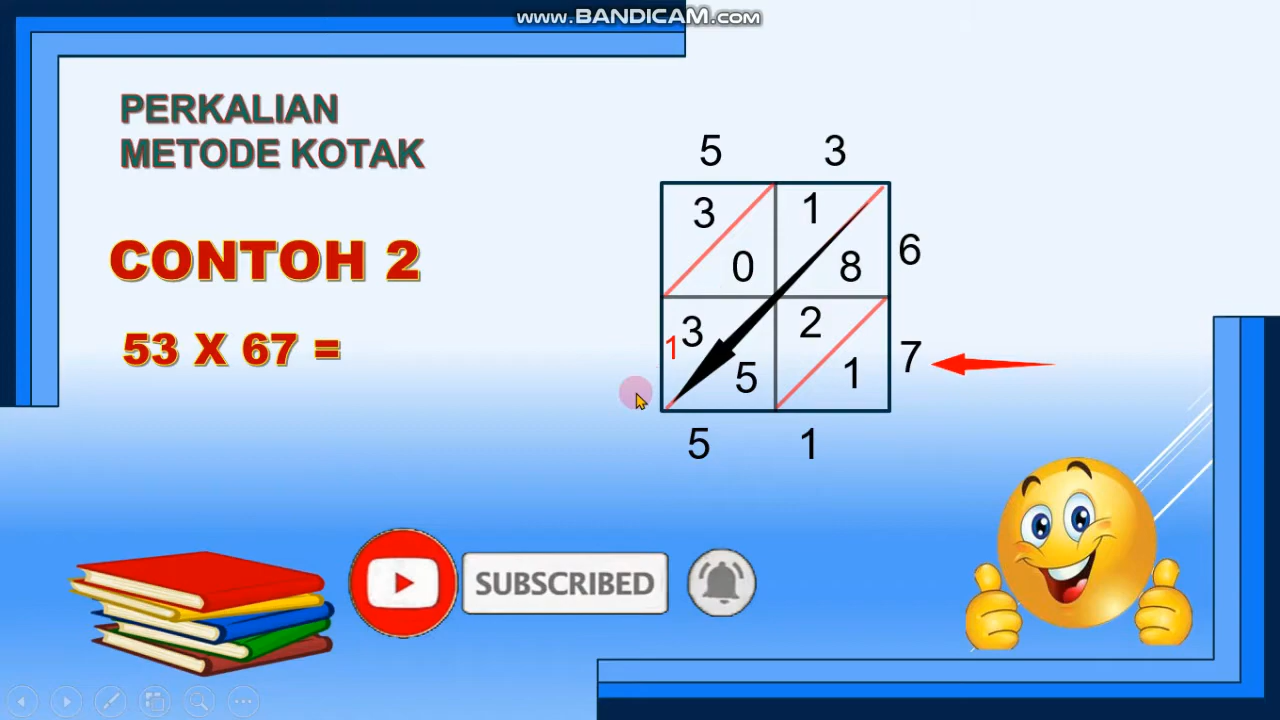 www.BANDICAM.com
PERKALIAN
METODE KOTAK
CONTOH 2
53 X 67 =
5 3
3 1
0 8 6
1 3 2
5 1 7
5 1
SUBSCRIBED